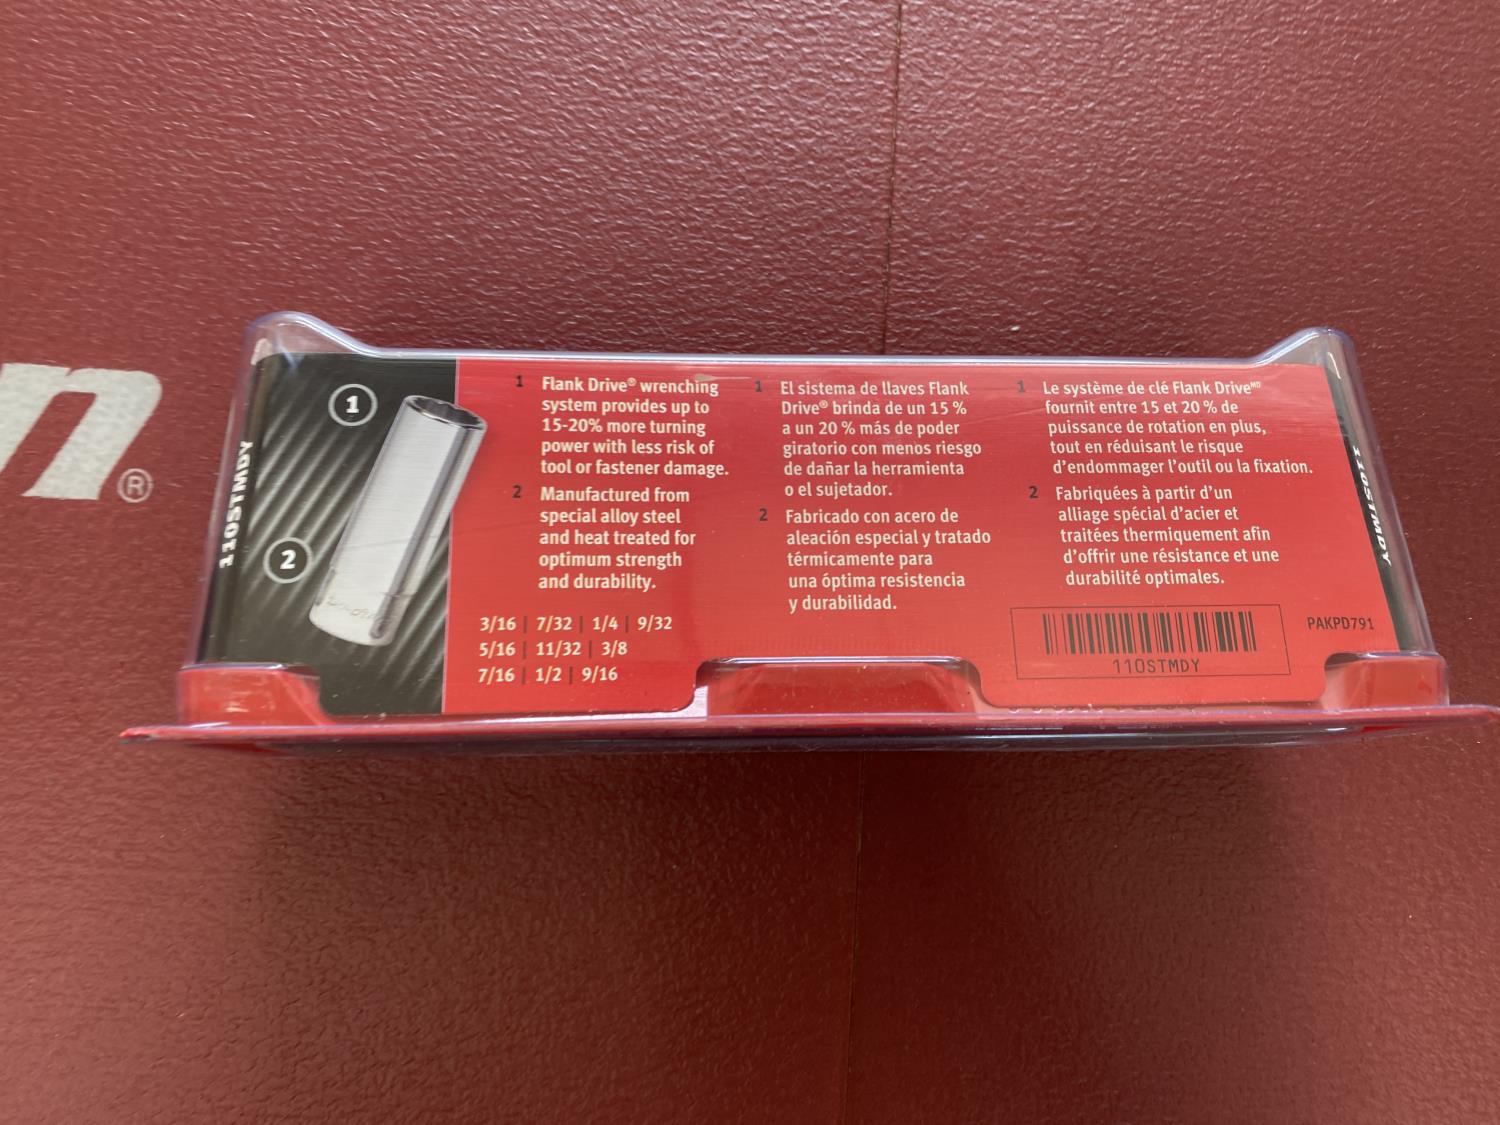 n®
110STMDY
1
2
1 Flank Drive® wrenching
system provides up to
15-20% more turning
power with less risk of
tool or fastener damage.
2 Manufactured from
special alloy steel
and heat treated for
optimum strength
and durability.
3/16 | 7/32 | 1/4 | 9/32
5/16 | 11/32 | 3/8
7/16 | 1/2 | 9/16
1 El sistema de llaves Flank
Drive® brinda de un 15 %
a un 20 % más de poder
giratorio con menos riesgo
de dañar la herramienta
o el sujetador.
2 Fabricado con acero de
aleación especial y tratado
térmicamente para
una óptima resistencia
y durabilidad.
1 Le système de clé Flank Drive MD
fournit entre 15 et 20 % de
puissance de rotation en plus,
tout en réduisant le risque
d'endommager l'outil ou la fixation.
2 Fabriquées à partir d'un
alliage spécial d'acier et
traitées thermiquement afin
d'offrir une résistance et une
durabilité optimales.
110STMDY
PAKPD791
110STMDY